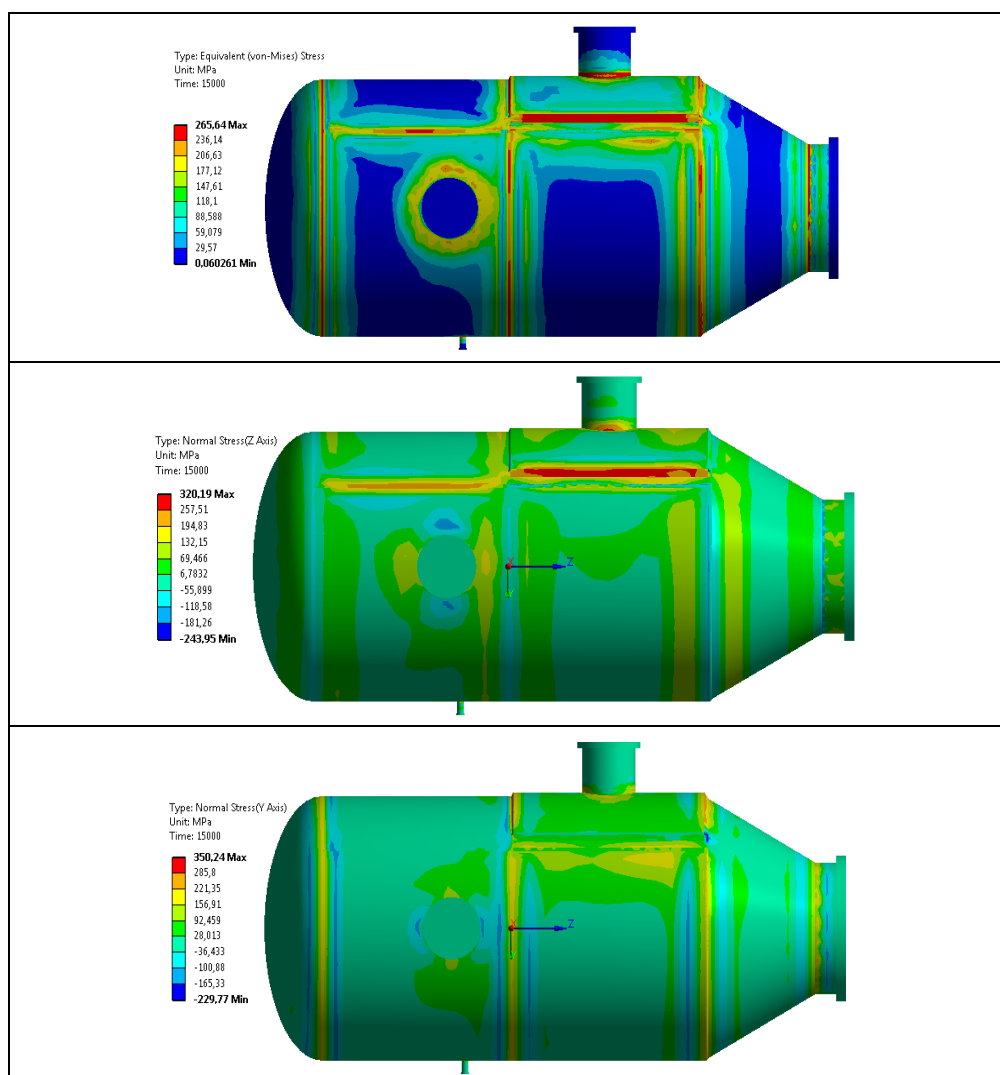 Type: Equivalent (von-Mises) Stress
Unit: MPa
Time: 15000
265,64 Max
236,14
206,63
177,12
147,61
118,1
88,588
59,079
29,57
0,060261 Min
Type: Normal Stress(Z Axis)
Unit: MPa
Time: 15000
320,19 Max
257,51
194,83
132,15
69,466
6,7832
-55,899
-118,58
-181,26
-243,95 Min
X
Z
Y
Type: Normal Stress(Y Axis)
Unit: MPa
Time: 15000
350,24 Max
285,8
221,35
156,91
92,459
28,013
-36,433
-100,88
-165,33
-229,77 Min
X
Z
Y